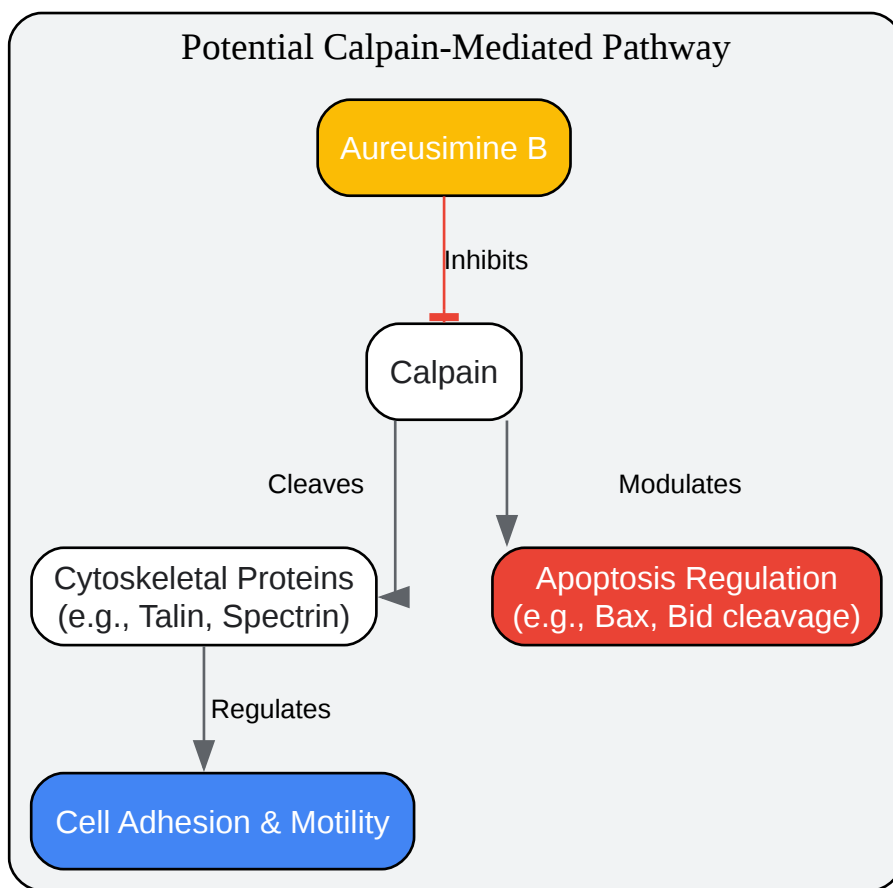 Potential Calpain-Mediated Pathway
Aureusimine B
Inhibits
Calpain
Cleaves
Modulates
Cytoskeletal Proteins
(e.g., Talin, Spectrin)
Apoptosis Regulation
(e.g., Bax, Bid cleavage)
Regulates
Cell Adhesion & Motility